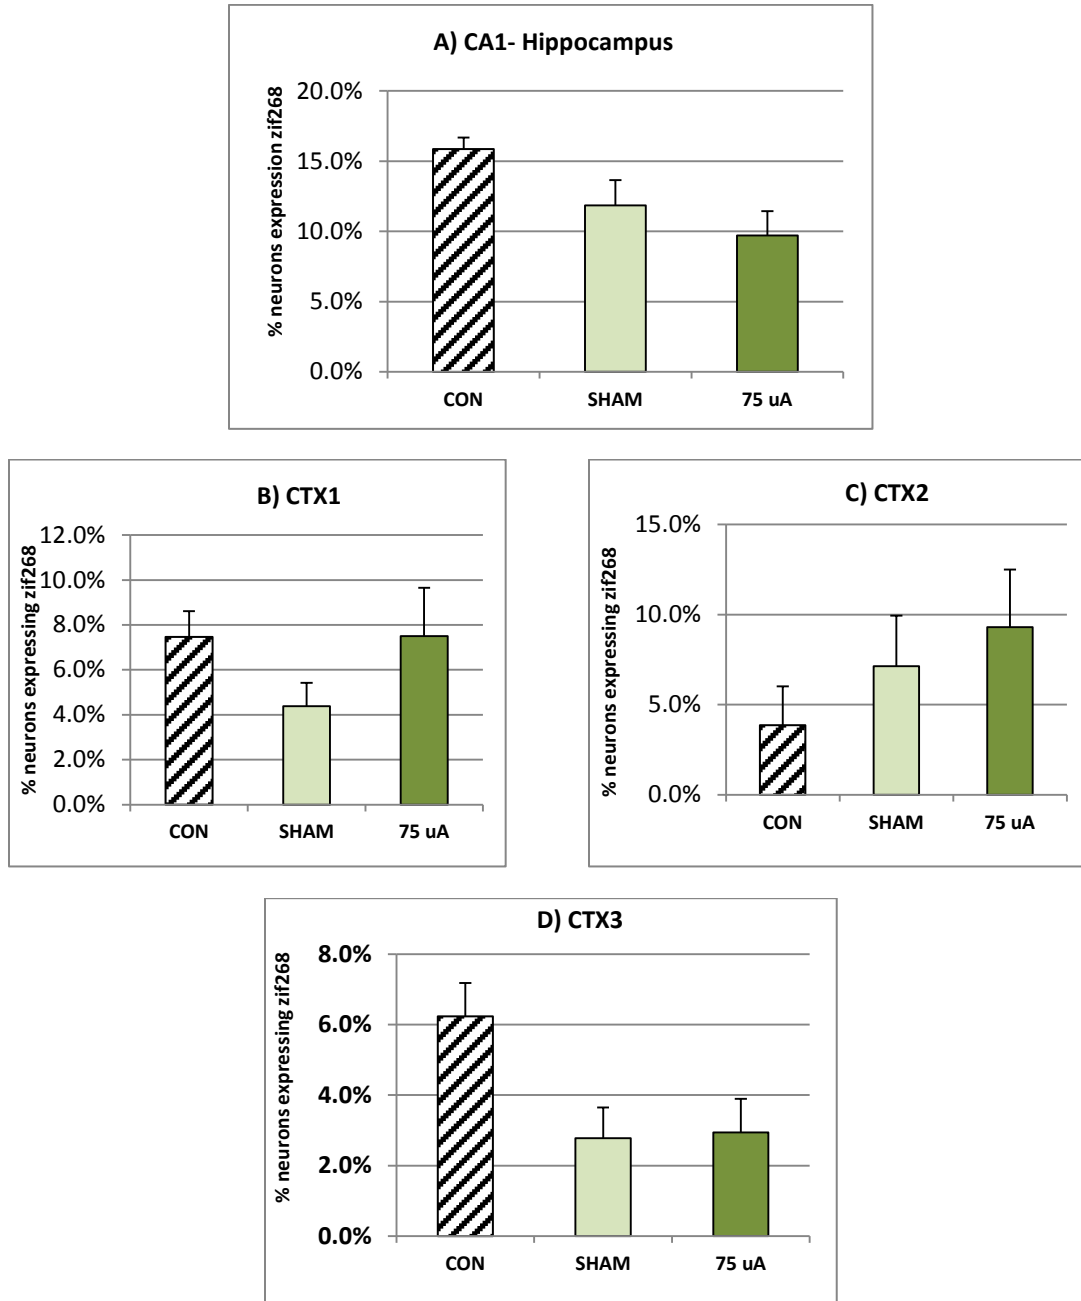 A) CA1- Hippocampus
% neurons expression zif268
20.0%
15.0%
10.0%
5.0%
0.0%
CON SHAM 75 uA
B) CTX1
% neurons expressing zif268
12.0%
10.0%
8.0%
6.0%
4.0%
2.0%
0.0%
CON SHAM 75 uA
C) CTX2
% neurons expressing zif268
15.0%
10.0%
5.0%
0.0%
CON SHAM 75 uA
D) CTX3
% neurons expressing zif268
8.0%
6.0%
4.0%
2.0%
0.0%
CON SHAM 75 uA